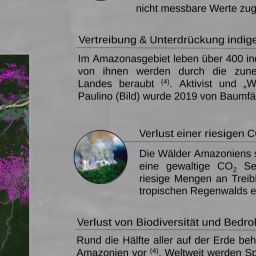 nicht messbare Werte zug
Vertreibung & Unterdrückung indige
Im Amazonasgebiet leben über 400 in
von ihnen werden durch die zune
Landes beraubt (4). Aktivist und „W
Paulino (Bild) wurde 2019 von Baumfä
Verlust einer riesigen C
Die Wälder Amazoniens s
eine gewaltige CO2 Se
riesige Mengen an Treib
tropischen Regenwalds e
Verlust von Biodiversität und Bedro
Rund die Hälfte aller auf der Erde beh
Amazonien vor (4). Weltweit werden Sp